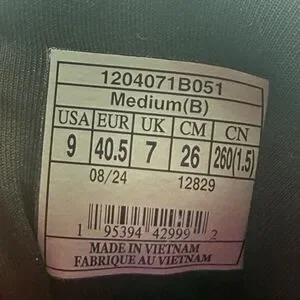 1204071B051
Medium(B)
USA EUR UK CM CN
9 40.5 7 26 260(1.5)
08/24 12829
1 95394 42999 2
MADE IN VIETNAM
FABRIQUE AU VIETNAM